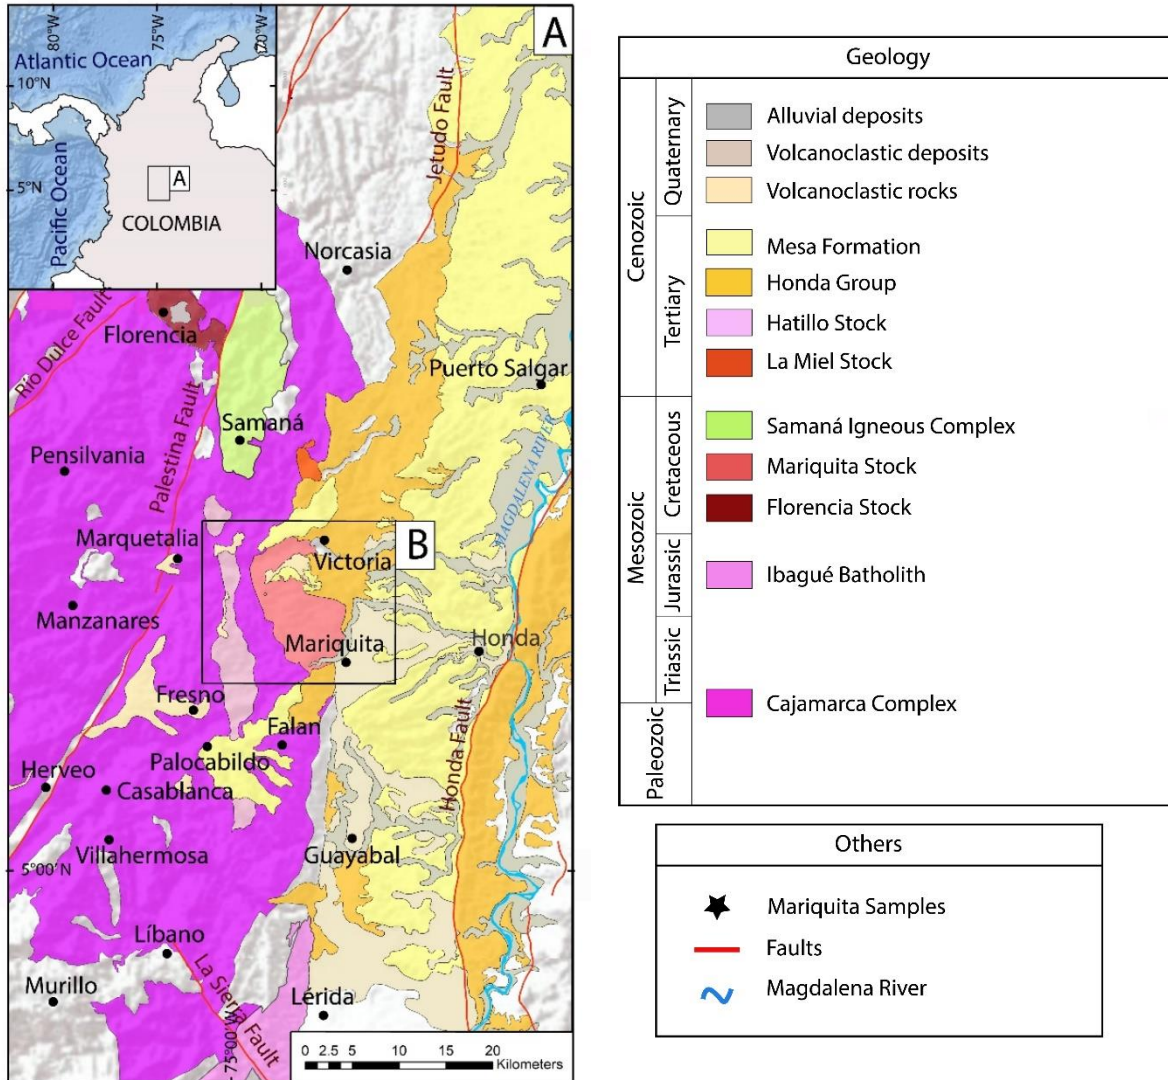 80°W
75°W
70°W
A
Atlantic Ocean
10°N
Pacific Ocean
A
5°N
COLOMBIA
Jetudo Fault
Norcasia
Río Dulce Fault
Florencia
Puerto Salgar
Palestina Fault
Samaná
Pensilvania
MAGDALENA RIVER
Marquetalia
B
Victoria
Manzanares
Mariquita
Honda
Fresno
Falan
Honda Fault
Palocabildo
Herveo
Casablanca
Villahermosa
Guayabal
5°00'N
Líbano
La Sierra Fault
Murillo
Lérida
75°00'W
0 2.5 5 10 15 20
Kilometers
Geology
Cenozoic
Quaternary
Alluvial deposits
Volcanoclastic deposits
Volcanoclastic rocks
Tertiary
Mesa Formation
Honda Group
Hatillo Stock
La Miel Stock
Mesozoic
Cretaceous
Samaná Igneous Complex
Mariquita Stock
Florencia Stock
Jurassic
Ibagué Batholith
Triassic
Cajamarca Complex
Paleozoic
Others
Mariquita Samples
Faults
Magdalena River